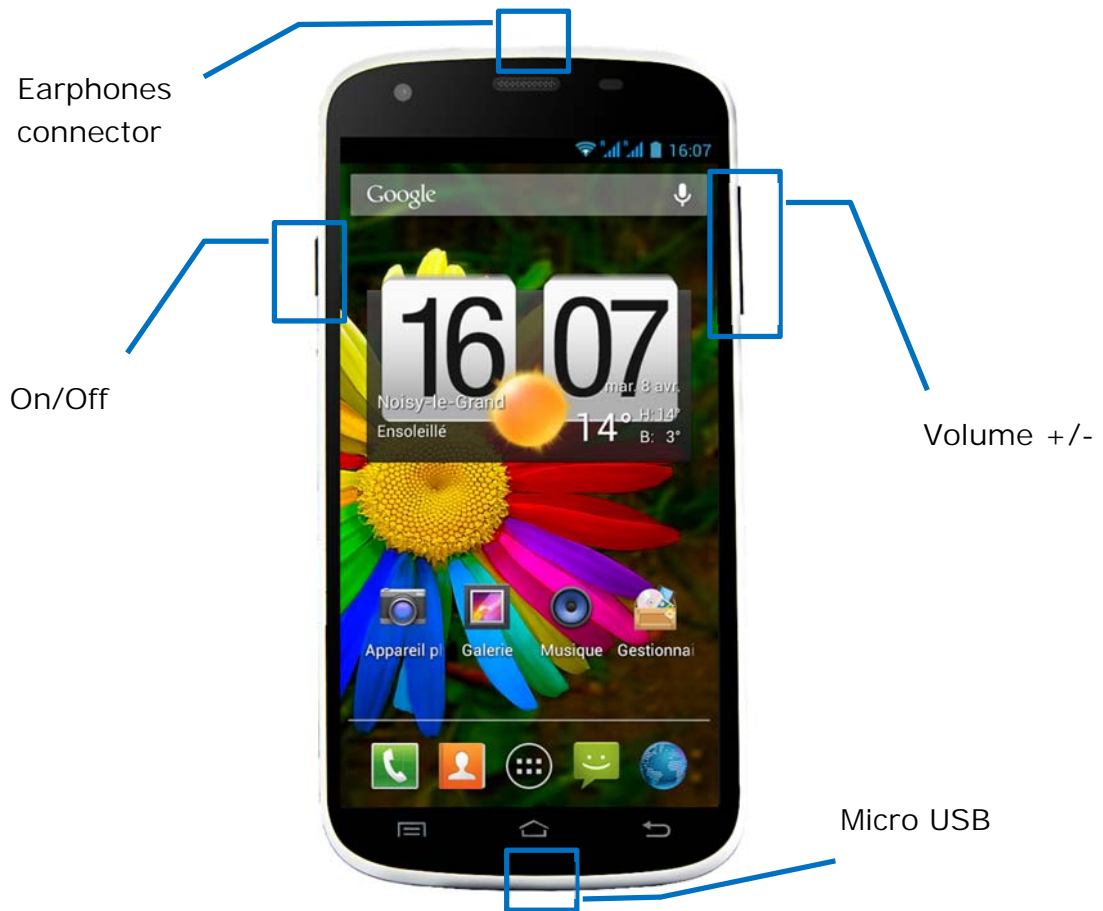 Earphones
connector
16:07
Google
16 07
mar. 8 avr.
Noisy-le-Grand
H:14°
Ensoleillé
14°
B: 3°
On/Off
Volume +/-
Appareil pl Galerie Musique Gestionnai
Micro USB